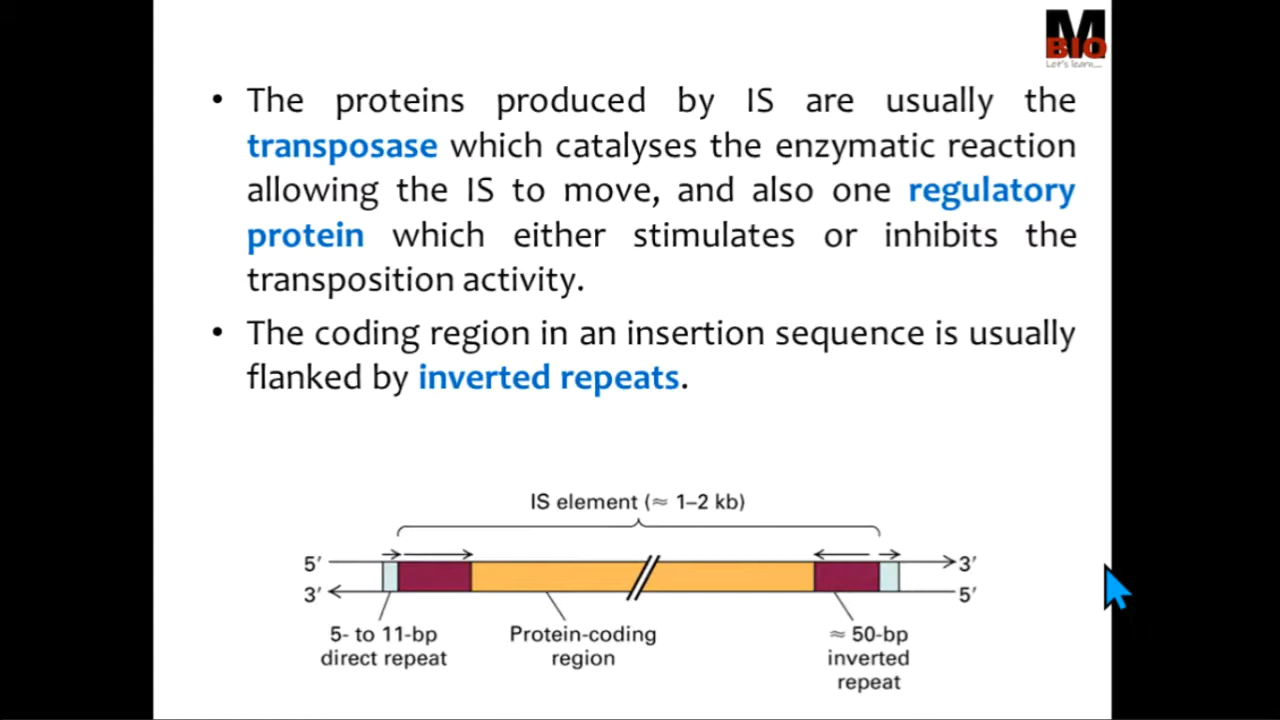 M
BIO
Let's learn....
• The proteins produced by IS are usually the
transposase which catalyses the enzymatic reaction
allowing the IS to move, and also one regulatory
protein which either stimulates or inhibits the
transposition activity.
• The coding region in an insertion sequence is usually
flanked by inverted repeats.
IS element (≈ 1–2 kb)
5′ 3′
3′ 5′
5- to 11-bp
direct repeat
Protein-coding
region
≈ 50-bp
inverted
repeat